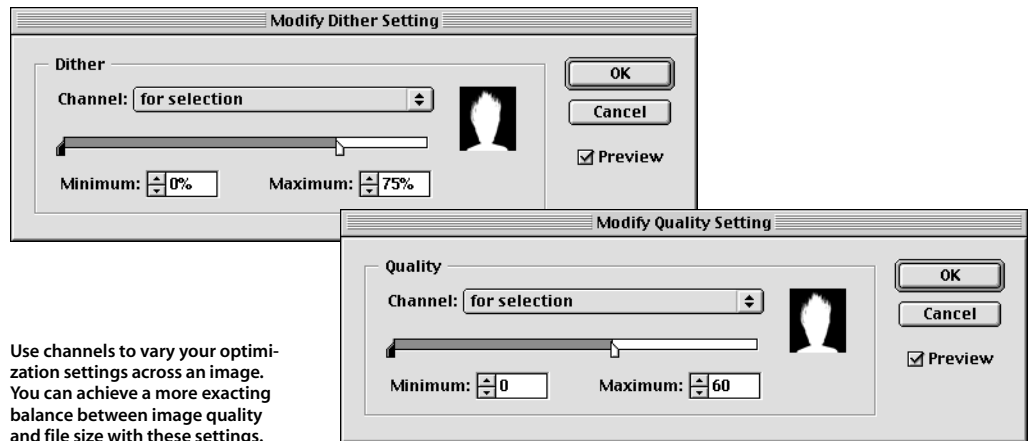 Modify Dither Setting
Dither
Channel: for selection
Minimum: 0% Maximum: 75%
OK
Cancel
Preview
Modify Quality Setting
Quality
Channel: for selection
Minimum: 0 Maximum: 60
OK
Cancel
Preview
Use channels to vary your optimi-
zation settings across an image.
You can achieve a more exacting
balance between image quality
and file size with these settings.